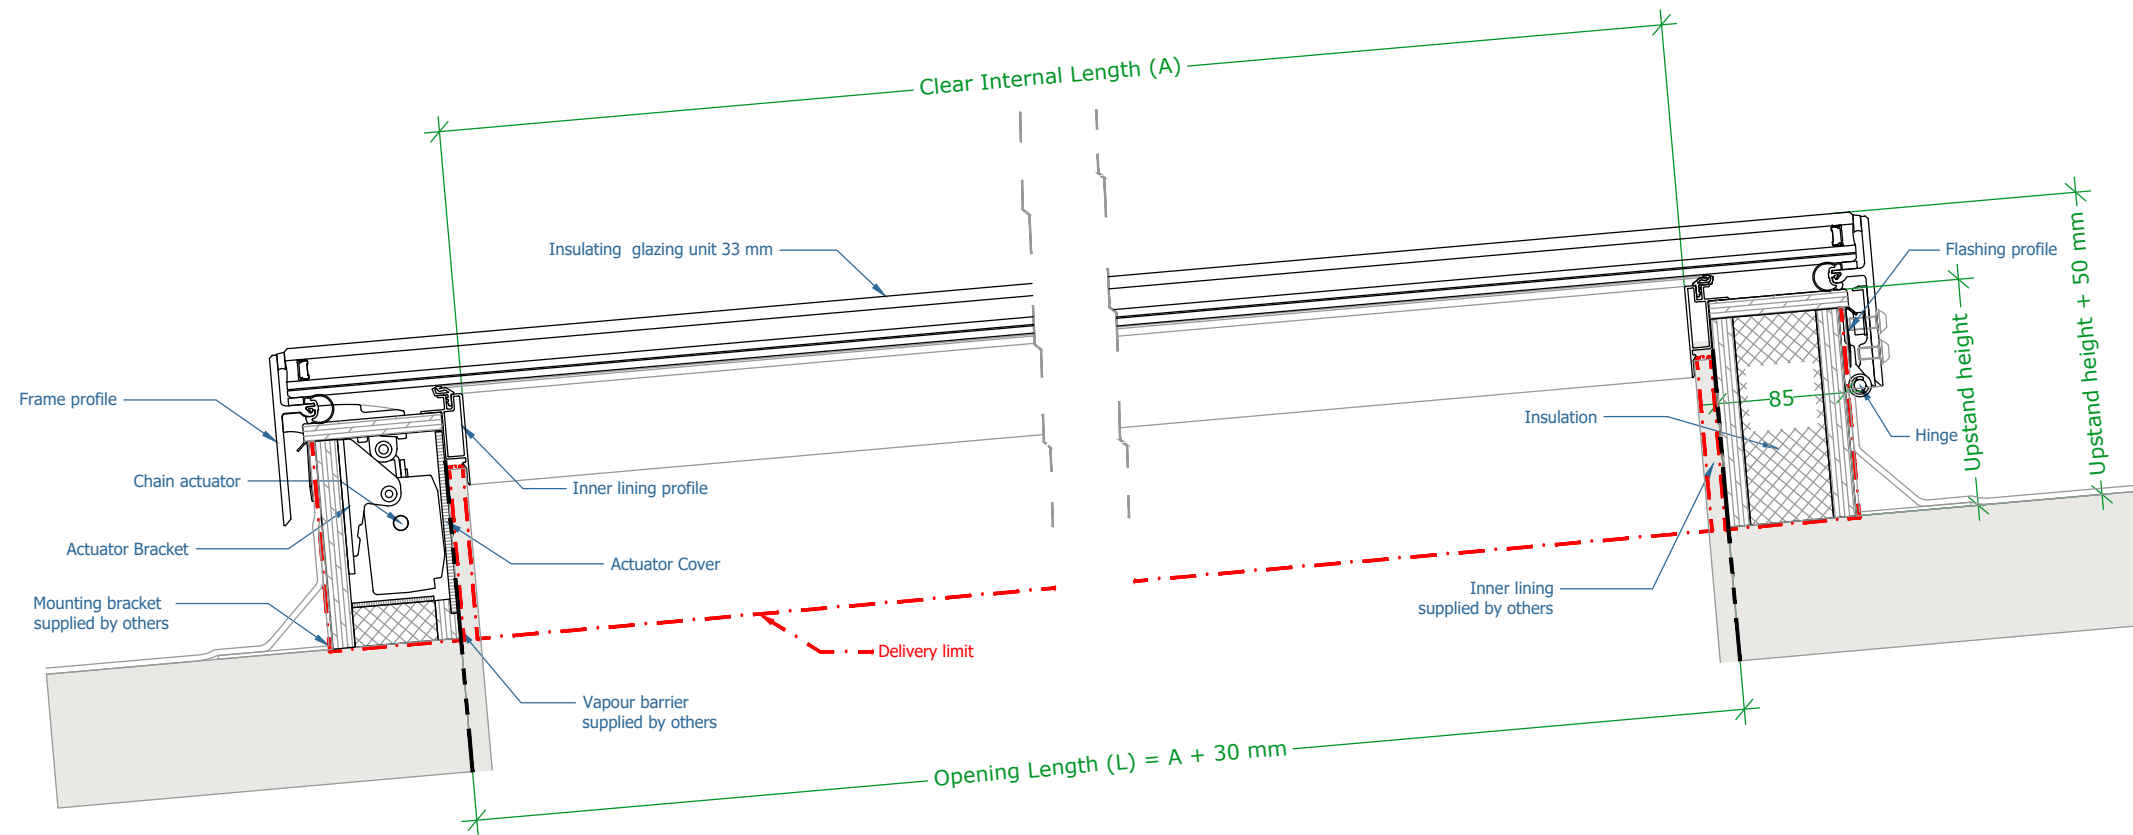 Clear Internal Length (A)
Insulating glazing unit 33 mm
Flashing profile
Frame profile
85
Upstand height
Upstand height + 50 mm
Insulation
Hinge
Chain actuator
Inner lining profile
Actuator Bracket
Actuator Cover
Mounting bracket
supplied by others
Inner lining
supplied by others
Delivery limit
Vapour barrier
supplied by others
Opening Length (L) = A + 30 mm